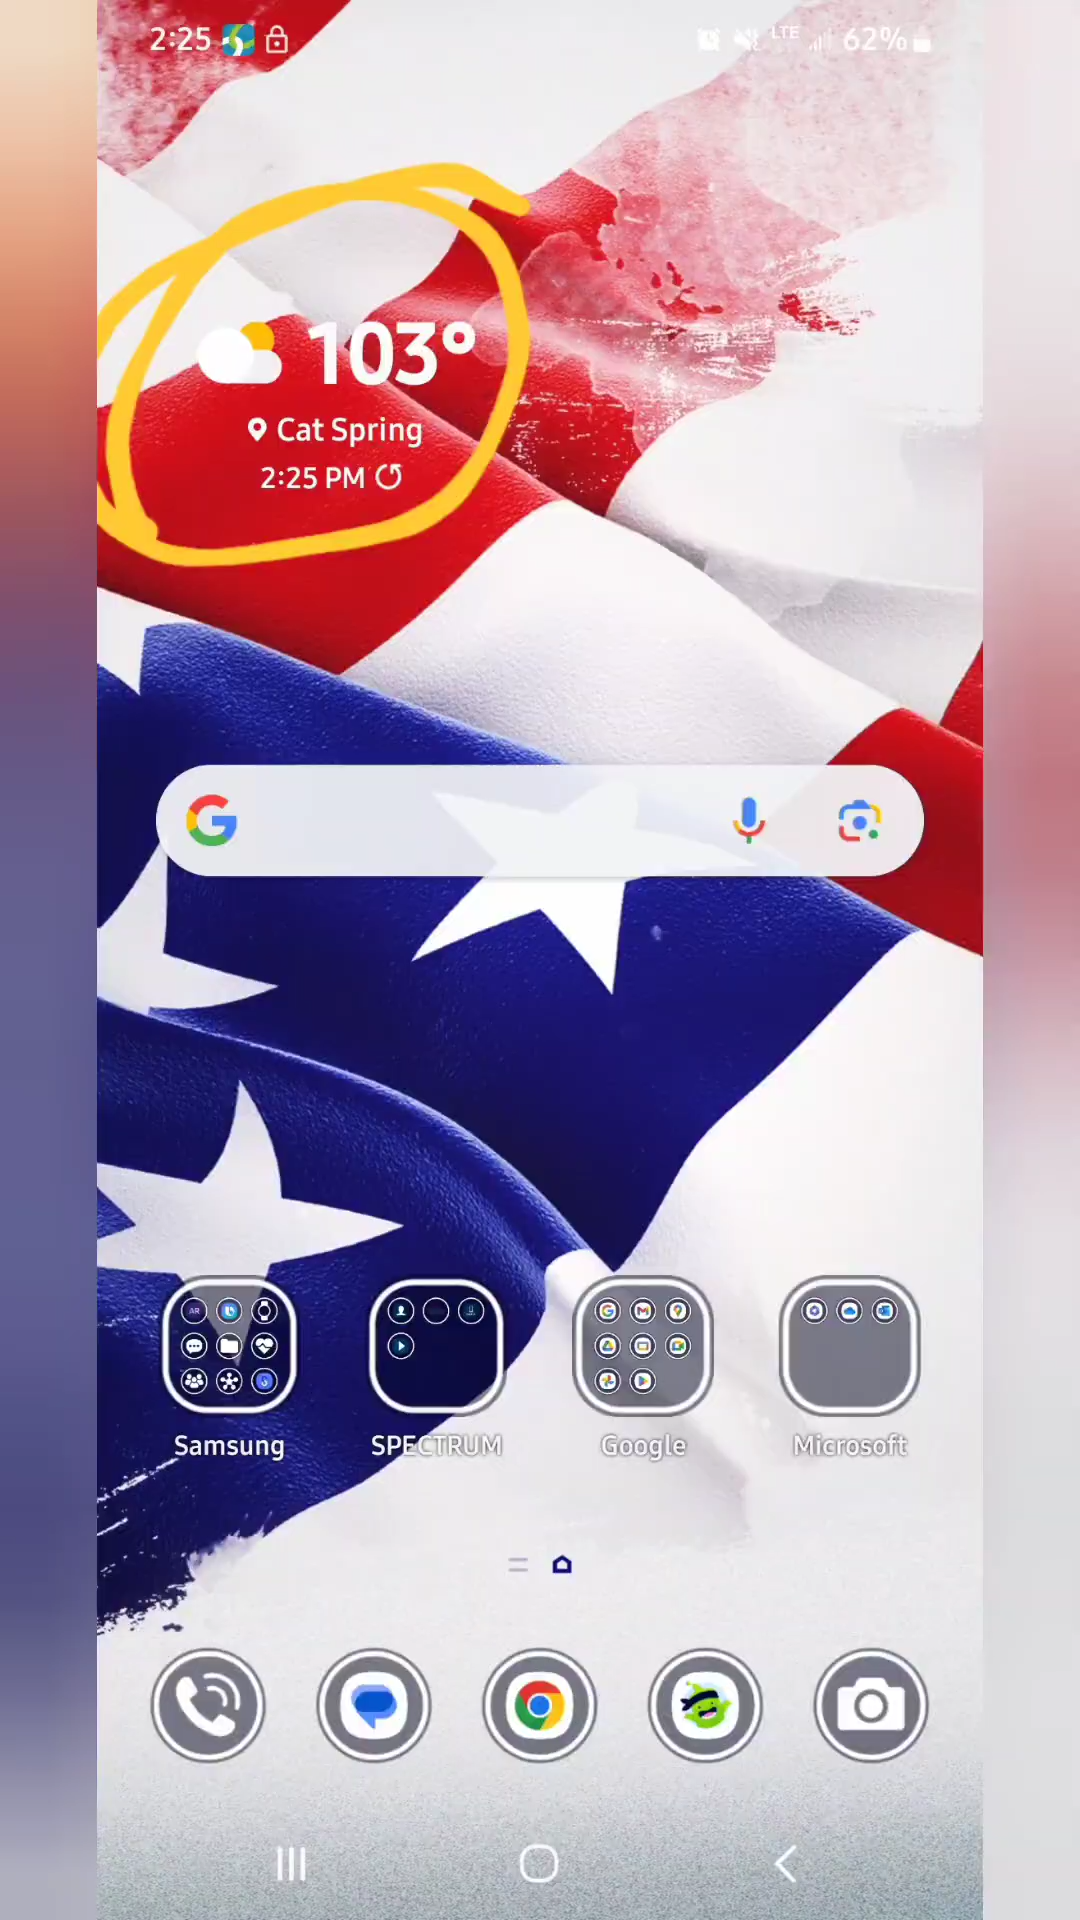 2:25
LTE
62%
103°
Cat Spring
2:25 PM
Samsung
SPECTRUM
Google
Microsoft